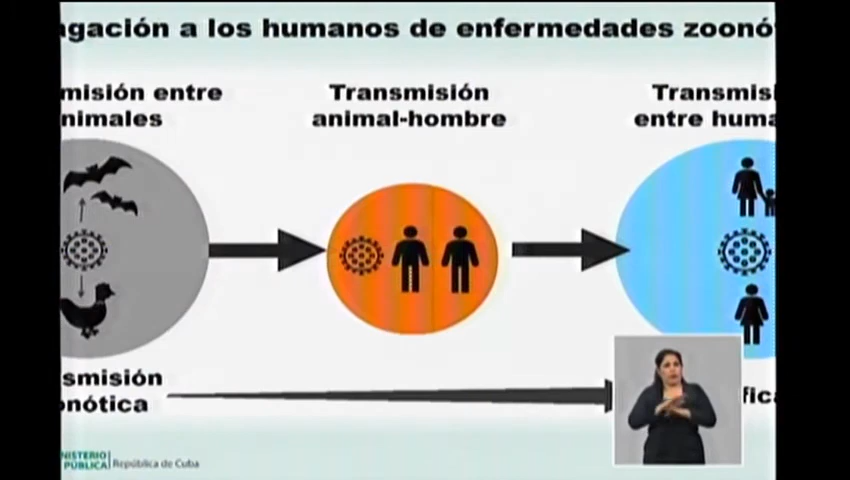 agación a los humanos de enfermedades zoonó
misión entre
nimales
Transmisión
animal-hombre
Transmisi
entre huma
smisión
onótica
fica
NISTERIO
PÚBLICA
República de Cuba